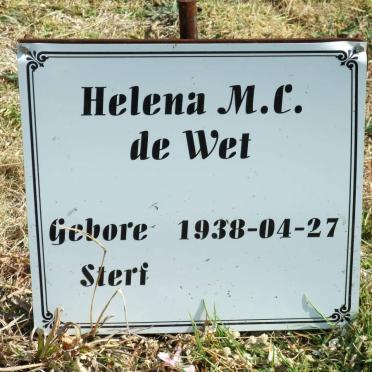 Helena M.C.
de Wet
Gebore 1938-04-27
Sterf